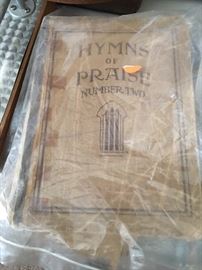 HYMNS
OF
PRAISE
NUMBER TWO